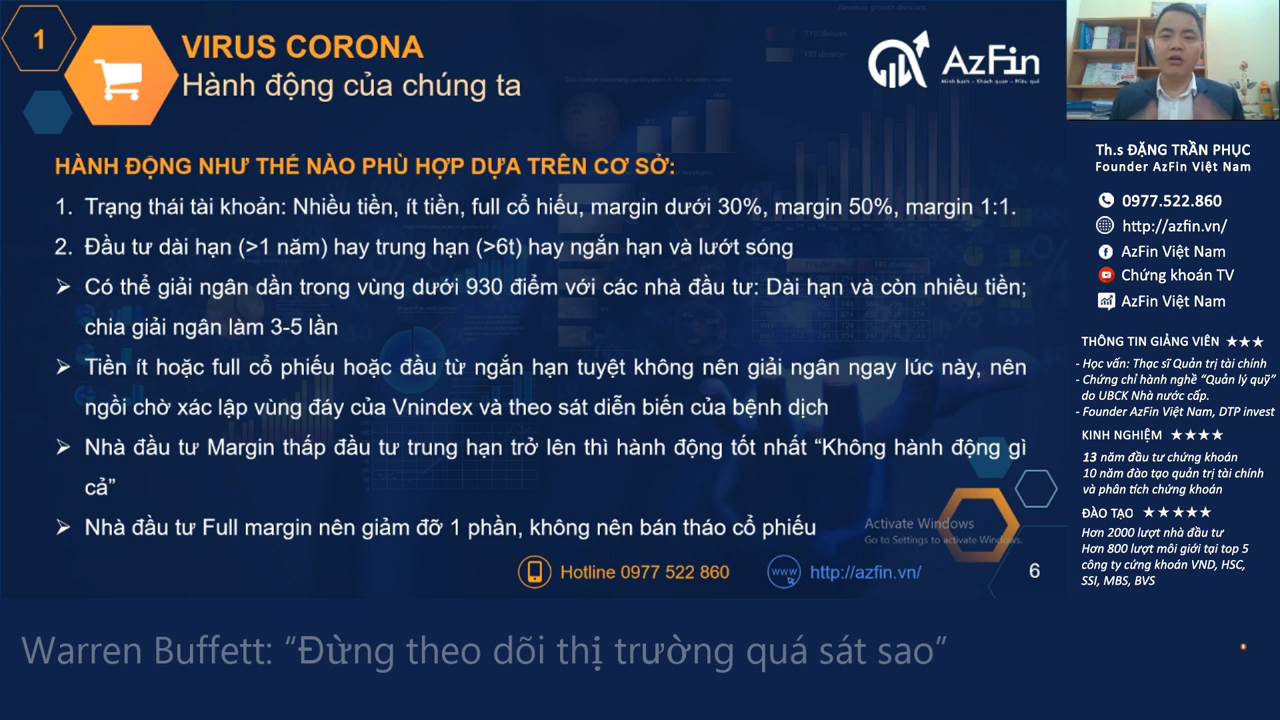 1
VIRUS CORONA
Hành động của chúng ta
AzFin
Minh bạch - Khách quan - Hiệu quả
HÀNH ĐỘNG NHƯ THẾ NÀO PHÙ HỢP DỰA TRÊN CƠ SỞ:
1. Trạng thái tài khoản: Nhiều tiền, ít tiền, full cổ hiếu, margin dưới 30%, margin 50%, margin 1:1.
2. Đầu tư dài hạn (>1 năm) hay trung hạn (>6t) hay ngắn hạn và lướt sóng
Có thể giải ngân dần trong vùng dưới 930 điểm với các nhà đầu tư: Dài hạn và còn nhiều tiền;
chia giải ngân làm 3-5 lần
Tiền ít hoặc full cổ phiếu hoặc đầu từ ngắn hạn tuyệt không nên giải ngân ngay lúc này, nên
ngồi chờ xác lập vùng đáy của Vnindex và theo sát diễn biến của bệnh dịch
Nhà đầu tư Margin thấp đầu tư trung hạn trở lên thì hành động tốt nhất “Không hành động gì
cả”
Nhà đầu tư Full margin nên giảm đỡ 1 phần, không nên bán tháo cổ phiếu
Activate Windows
Go to Settings to activate Windows.
Hotline 0977 522 860
www
http://azfin.vn/
6
Th.s ĐẶNG TRẦN PHỤC
Founder AzFin Việt Nam
0977.522.860
http://azfin.vn/
AzFin Việt Nam
Chứng khoán TV
AzFin Việt Nam
THÔNG TIN GIẢNG VIÊN ★★★
- Học vấn: Thạc sĩ Quản trị tài chính
- Chứng chỉ hành nghề “Quản lý quỹ”
do UBCK Nhà nước cấp.
- Founder AzFin Việt Nam, DTP invest
KINH NGHIỆM ★★★★
13 năm đầu tư chứng khoán
10 năm đào tạo quản trị tài chính
và phân tích chứng khoán
ĐÀO TẠO ★★★★★
Hơn 2000 lượt nhà đầu tư
Hơn 800 lượt môi giới tại top 5
công ty cứng khoán VND, HSC,
SSI, MBS, BVS
Warren Buffett: “Đừng theo dõi thị trường quá sát sao”